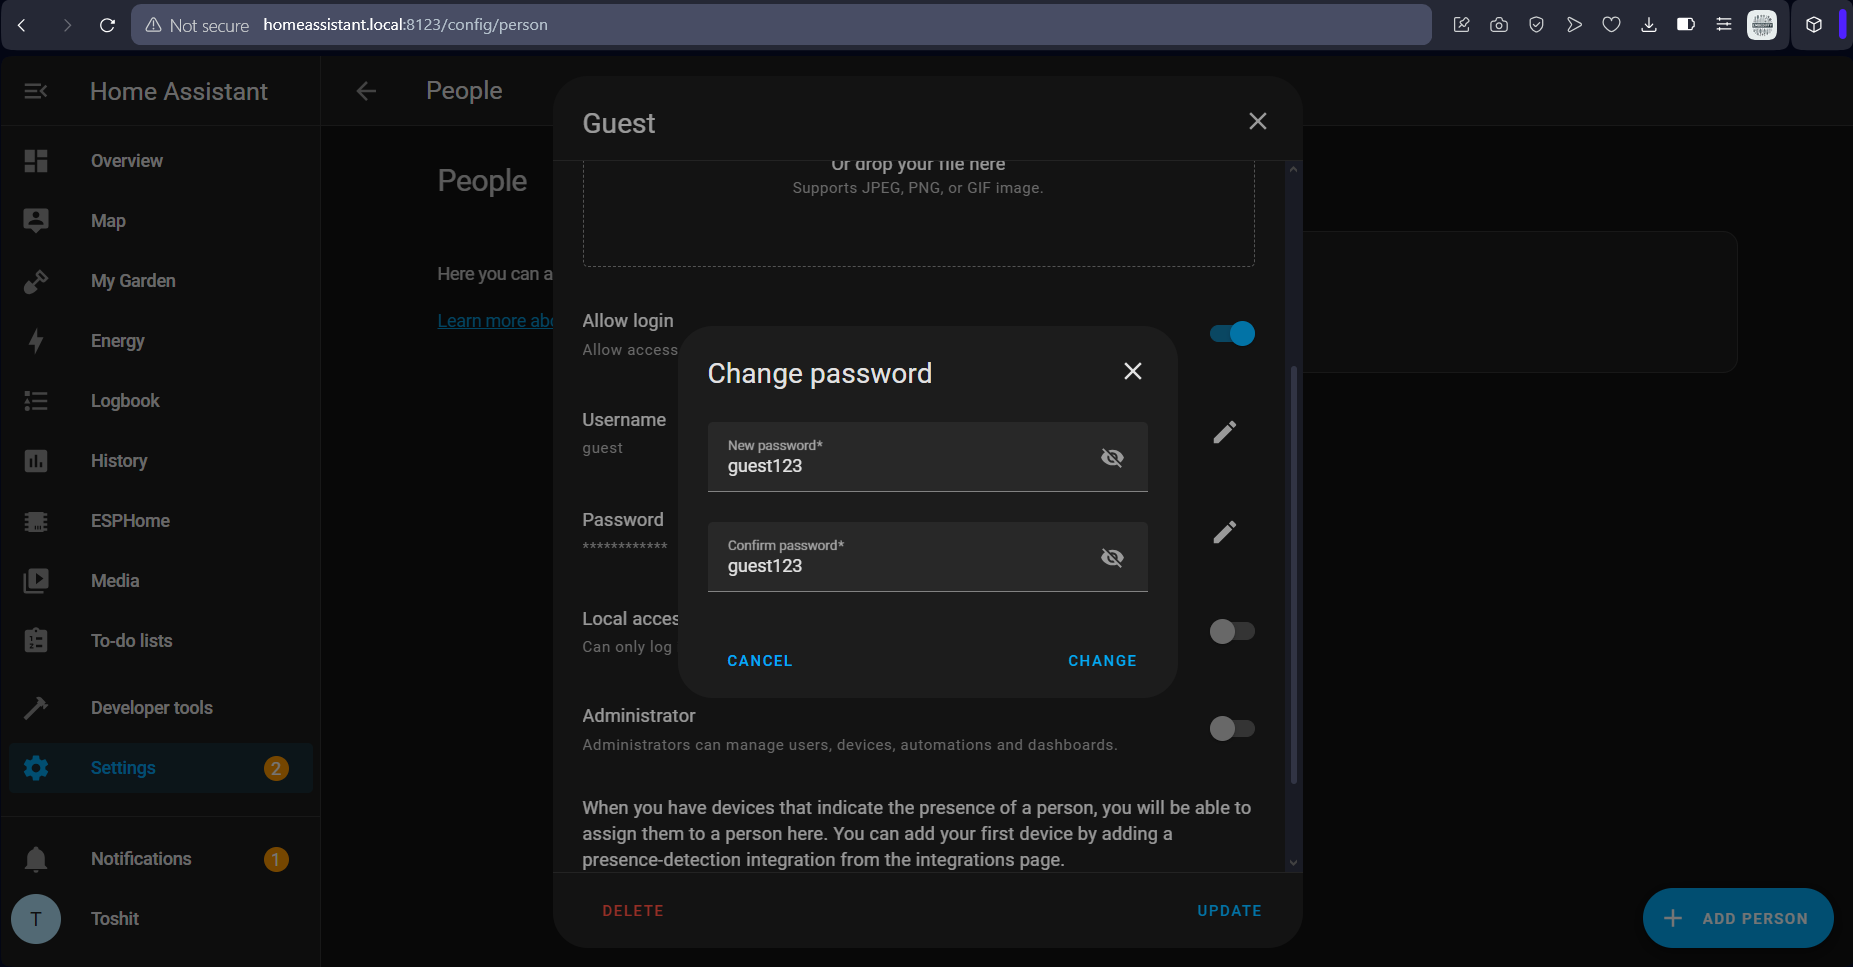 Not secure homeassistant.local:8123/config/person
Home Assistant
People
Overview
Map
My Garden
Energy
Logbook
History
ESPHome
Media
To-do lists
Developer tools
Settings 2
Notifications 1
T Toshit
People
Here you can a
Learn more abo
Guest
Or drop your file here
Supports JPEG, PNG, or GIF image.
Allow login
Allow access
Username
guest
Password
************
Local acces
Can only log
Administrator
Administrators can manage users, devices, automations and dashboards.
When you have devices that indicate the presence of a person, you will be able to
assign them to a person here. You can add your first device by adding a
presence-detection integration from the integrations page.
DELETE
UPDATE
Change password
New password*
guest123
Confirm password*
guest123
CANCEL
CHANGE
ADD PERSON